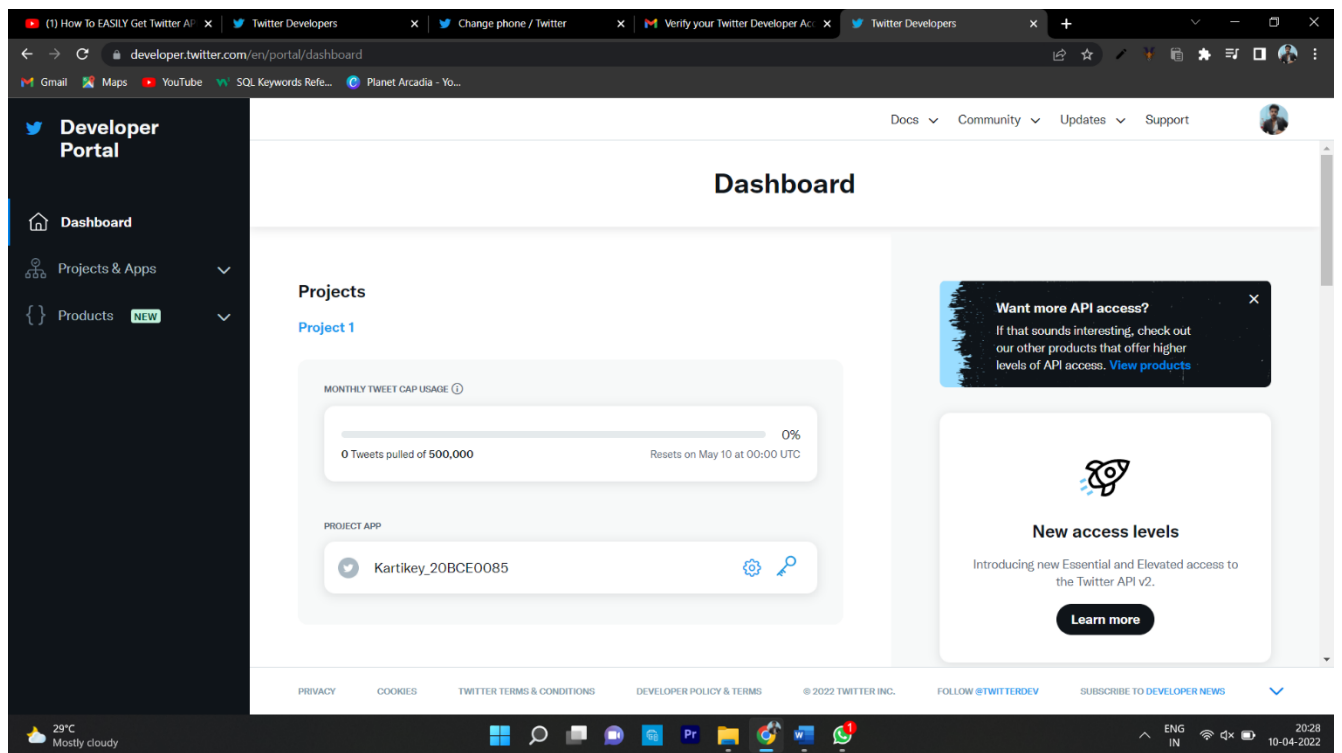 (1) How To EASILY Get Twitter AP
Twitter Developers
Change phone / Twitter
Verify your Twitter Developer Acc
Twitter Developers
developer.twitter.com/en/portal/dashboard
Gmail
Maps
YouTube
SQL Keywords Refe...
Planet Arcadia - Yo...
Developer
Portal
Docs
Community
Updates
Support
Dashboard
Dashboard
Projects & Apps
Products NEW
Projects
Project 1
MONTHLY TWEET CAP USAGE
0%
0 Tweets pulled of 500,000
Resets on May 10 at 00:00 UTC
PROJECT APP
Kartikey_20BCE0085
Want more API access?
If that sounds interesting, check out
our other products that offer higher
levels of API access. View products
New access levels
Introducing new Essential and Elevated access to
the Twitter API v2.
Learn more
PRIVACY
COOKIES
TWITTER TERMS & CONDITIONS
DEVELOPER POLICY & TERMS
© 2022 TWITTER INC.
FOLLOW @TWITTERDEV
SUBSCRIBE TO DEVELOPER NEWS
29°C
Mostly cloudy
Pr
W
9
ENG
IN
20:28
10-04-2022